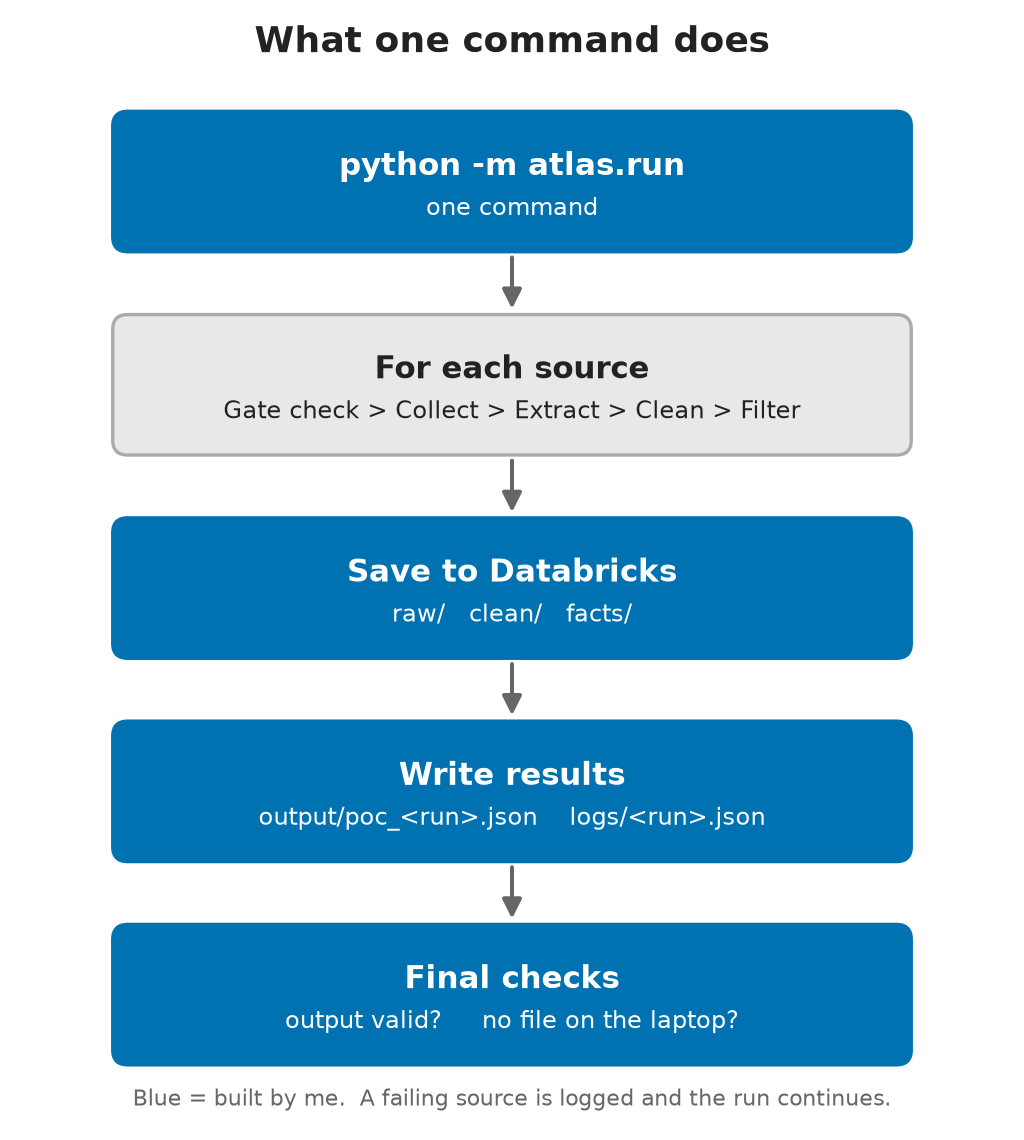 What one command does
python -m atlas.run
one command
For each source
Gate check > Collect > Extract > Clean > Filter
Save to Databricks
raw/ clean/ facts/
Write results
output/poc_<run>.json logs/<run>.json
Final checks
output valid? no file on the laptop?
Blue = built by me. A failing source is logged and the run continues.